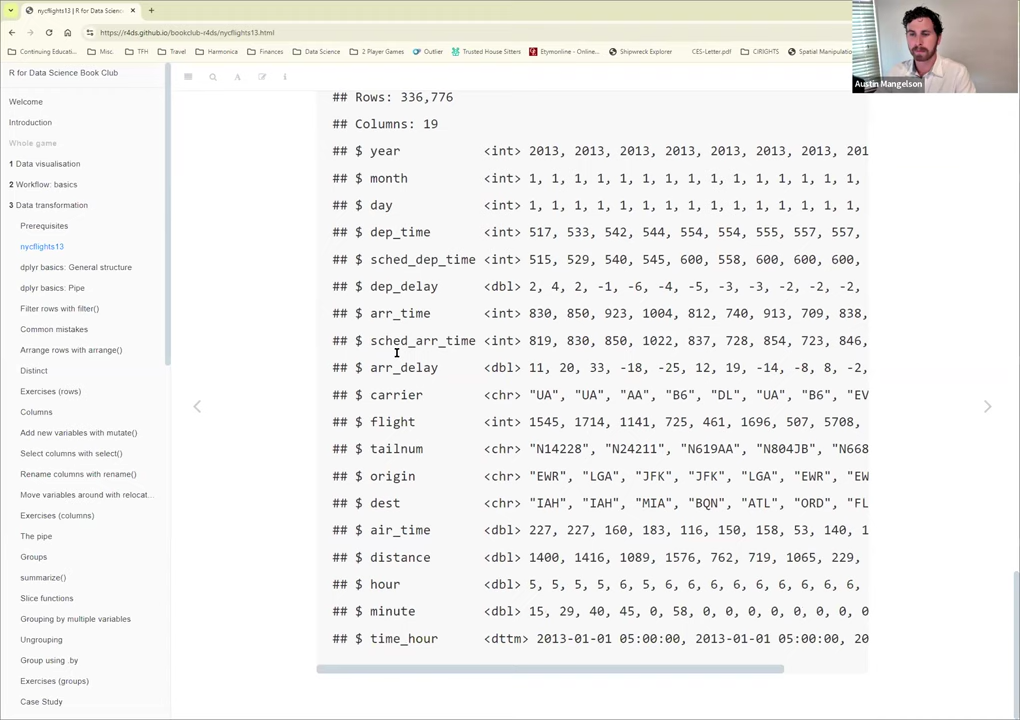 nycflights13 | R for Data Scienc
https://r4ds.github.io/bookclub-r4ds/nycflights13.html
Continuing Educati... Misc. TFH Travel Harmonica Finances Data Science 2 Player Games Outlier Trusted House Sitters Etymonline - Online... Shipwreck Explorer CES-Letter.pdf CIRIGHTS Spatial Manipulatio
Austin Mangelson
R for Data Science Book Club
Welcome
Introduction
Whole game
1 Data visualisation
2 Workflow: basics
3 Data transformation
Prerequisites
nycflights13
dplyr basics: General structure
dplyr basics: Pipe
Filter rows with filter()
Common mistakes
Arrange rows with arrange()
Distinct
Exercises (rows)
Columns
Add new variables with mutate()
Select columns with select()
Rename columns with rename()
Move variables around with relocat...
Exercises (columns)
The pipe
Groups
summarize()
Slice functions
Grouping by multiple variables
Ungrouping
Group using .by
Exercises (groups)
Case Study
## Rows: 336,776
## Columns: 19
## $ year <int> 2013, 2013, 2013, 2013, 2013, 2013, 2013, 201
## $ month <int> 1, 1, 1, 1, 1, 1, 1, 1, 1, 1, 1, 1, 1, 1, 1,
## $ day <int> 1, 1, 1, 1, 1, 1, 1, 1, 1, 1, 1, 1, 1, 1, 1,
## $ dep_time <int> 517, 533, 542, 544, 554, 554, 555, 557, 557,
## $ sched_dep_time <int> 515, 529, 540, 545, 600, 558, 600, 600, 600,
## $ dep_delay <dbl> 2, 4, 2, -1, -6, -4, -5, -3, -3, -2, -2, -2,
## $ arr_time <int> 830, 850, 923, 1004, 812, 740, 913, 709, 838,
## $ sched_arr_time <int> 819, 830, 850, 1022, 837, 728, 854, 723, 846,
## $ arr_delay <dbl> 11, 20, 33, -18, -25, 12, 19, -14, -8, 8, -2,
## $ carrier <chr> "UA", "UA", "AA", "B6", "DL", "UA", "B6", "EV
## $ flight <int> 1545, 1714, 1141, 725, 461, 1696, 507, 5708,
## $ tailnum <chr> "N14228", "N24211", "N619AA", "N804JB", "N668
## $ origin <chr> "EWR", "LGA", "JFK", "JFK", "LGA", "EWR", "EW
## $ dest <chr> "IAH", "IAH", "MIA", "BQN", "ATL", "ORD", "FL
## $ air_time <dbl> 227, 227, 160, 183, 116, 150, 158, 53, 140, 1
## $ distance <dbl> 1400, 1416, 1089, 1576, 762, 719, 1065, 229,
## $ hour <dbl> 5, 5, 5, 5, 6, 5, 6, 6, 6, 6, 6, 6, 6, 6, 6,
## $ minute <dbl> 15, 29, 40, 45, 0, 58, 0, 0, 0, 0, 0, 0, 0, 0
## $ time_hour <dttm> 2013-01-01 05:00:00, 2013-01-01 05:00:00, 20